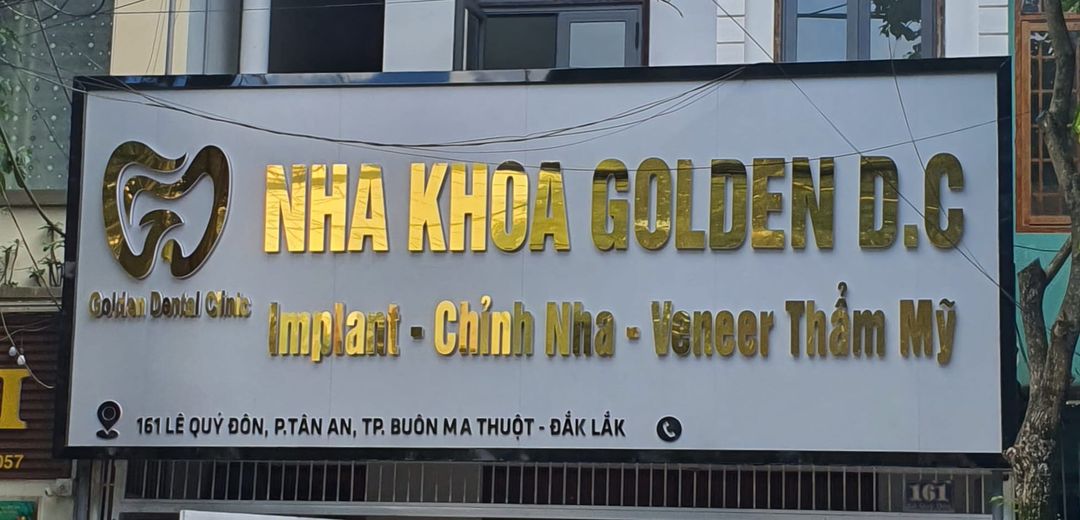 NHA KHOA GOLDEN D.C
Golden Dental Clinic
Implant - Chỉnh Nha - Veneer Thẩm Mỹ
161 LÊ QUÝ ĐÔN, P.TÂN AN, TP. BUÔN MA THUỘT - ĐẮK LẮK
161
057